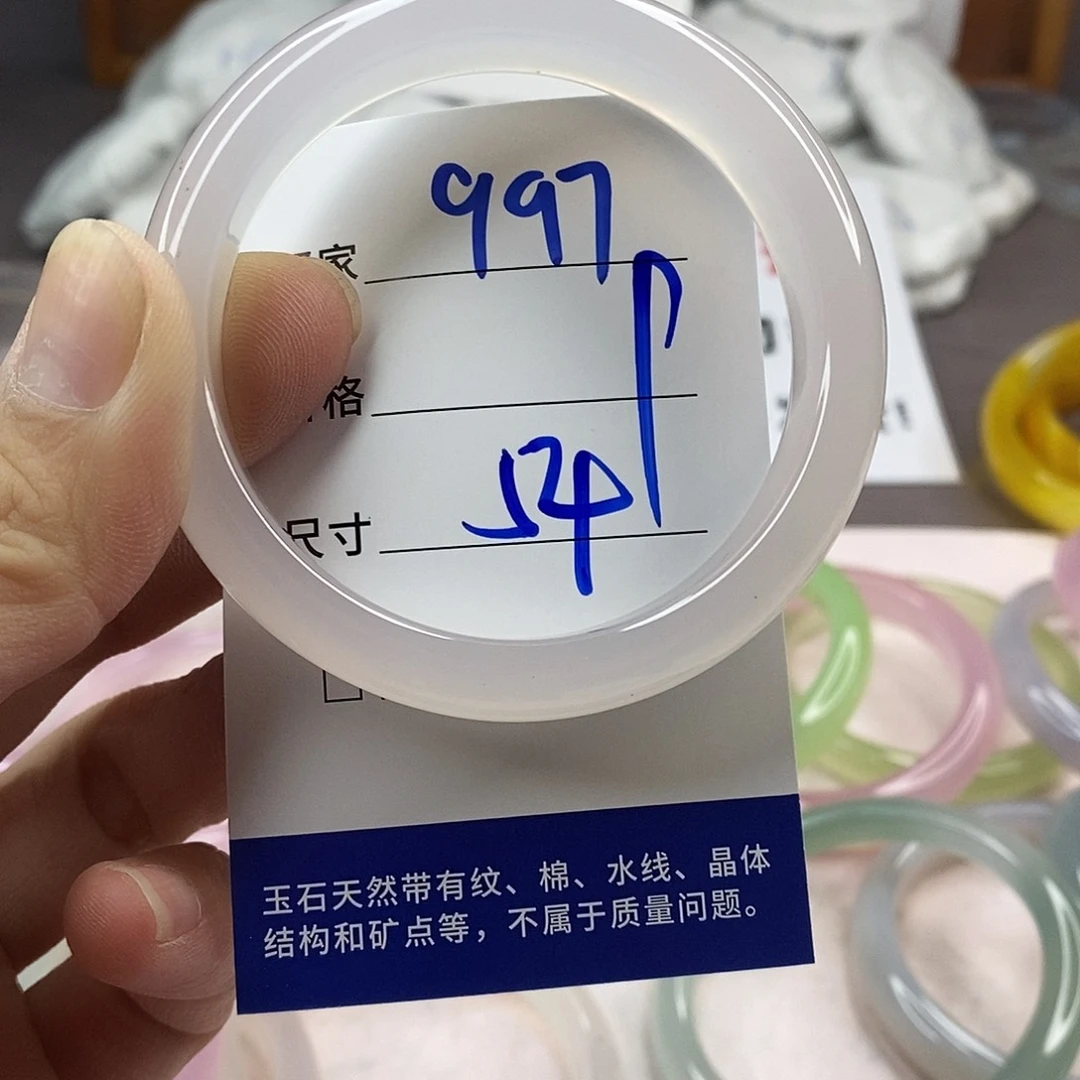 家 997
格
尺寸 54
玉石天然带有纹、棉、水线、晶体
结构和矿点等，不属于质量问题。